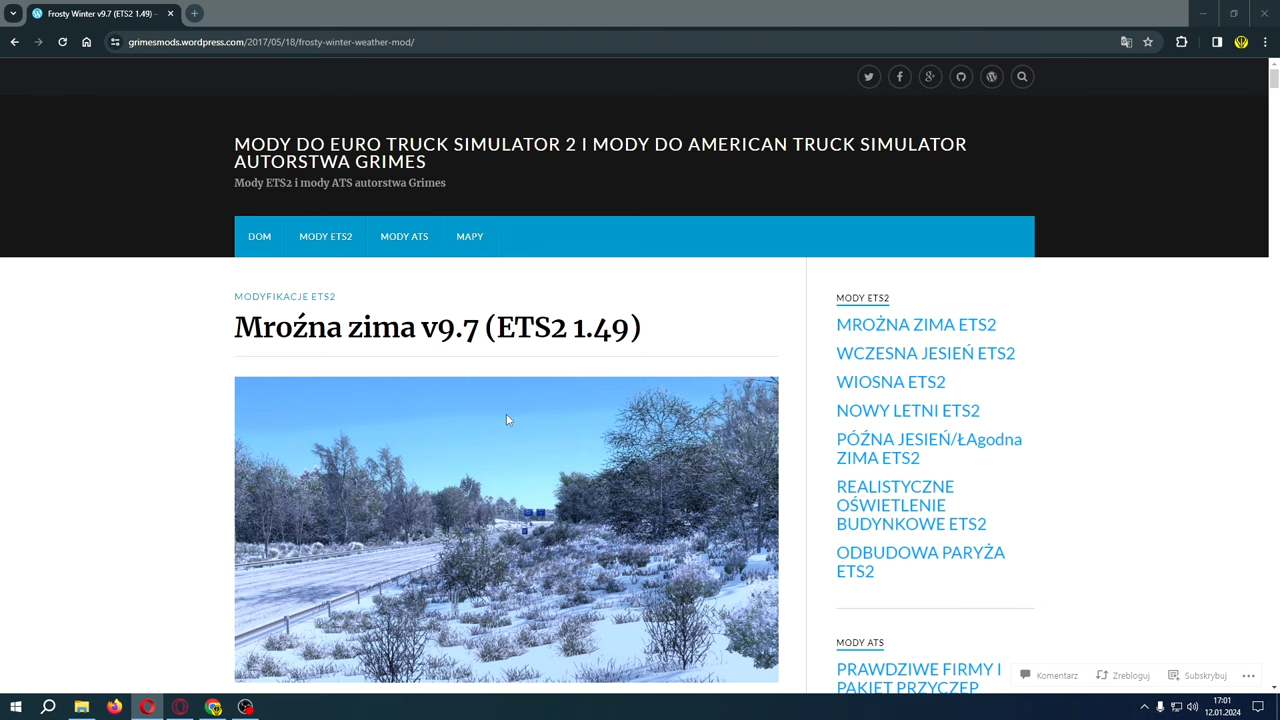 Frosty Winter v9.7 (ETS2 1.49) –
grimesmods.wordpress.com/2017/05/18/frosty-winter-weather-mod/
MODY DO EURO TRUCK SIMULATOR 2 I MODY DO AMERICAN TRUCK SIMULATOR
AUTORSTWA GRIMES
Mody ETS2 i mody ATS autorstwa Grimes
DOM MODY ETS2 MODY ATS MAPY
MODYFIKACJE ETS2
Mroźna zima v9.7 (ETS2 1.49)
MODY ETS2
MROŻNA ZIMA ETS2
WCZESNA JESIEŃ ETS2
WIOSNA ETS2
NOWY LETNI ETS2
PÓŹNA JESIEŃ/ŁAgodna
ZIMA ETS2
REALISTYCZNE
OŚWIETLENIE
BUDYNKOWE ETS2
ODBUDOWA PARYŻA
ETS2
MODY ATS
PRAWDZIWE FIRMY I
PAKIET PRZYCZEP
Komentarz Zrebloguj Subskrybuj
17:01
12.01.2024